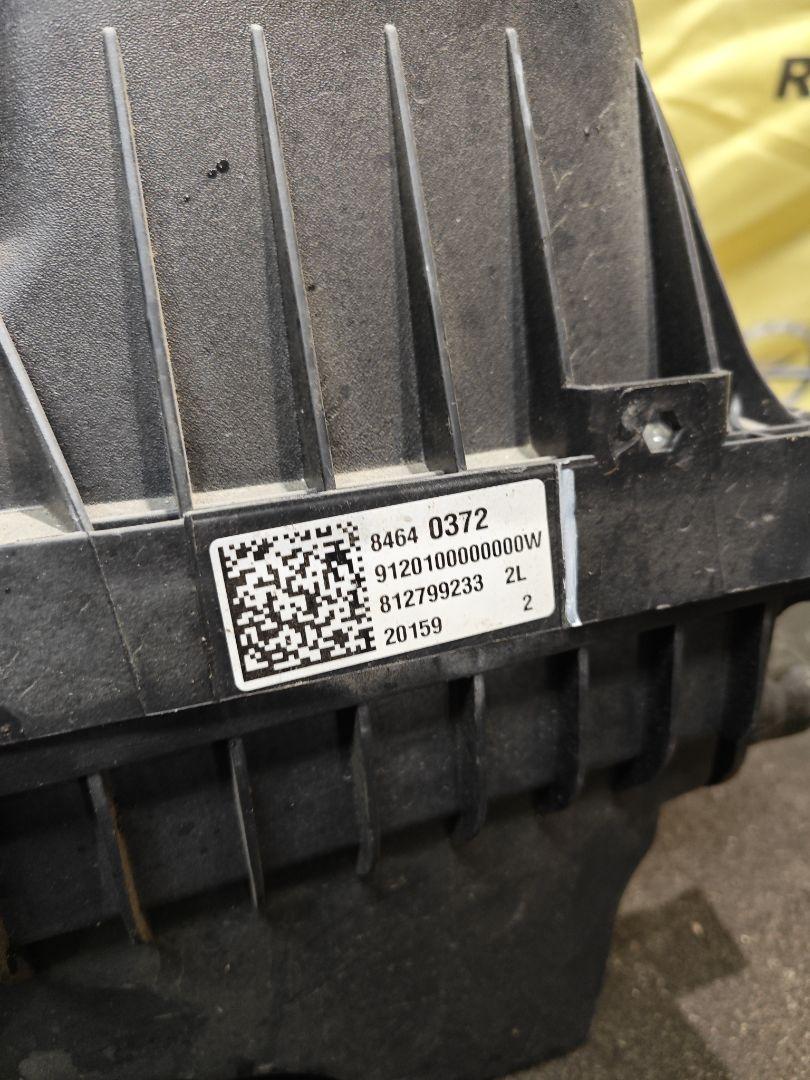 R
8464 0372
9120100000000W
812799233 2L
20159 2